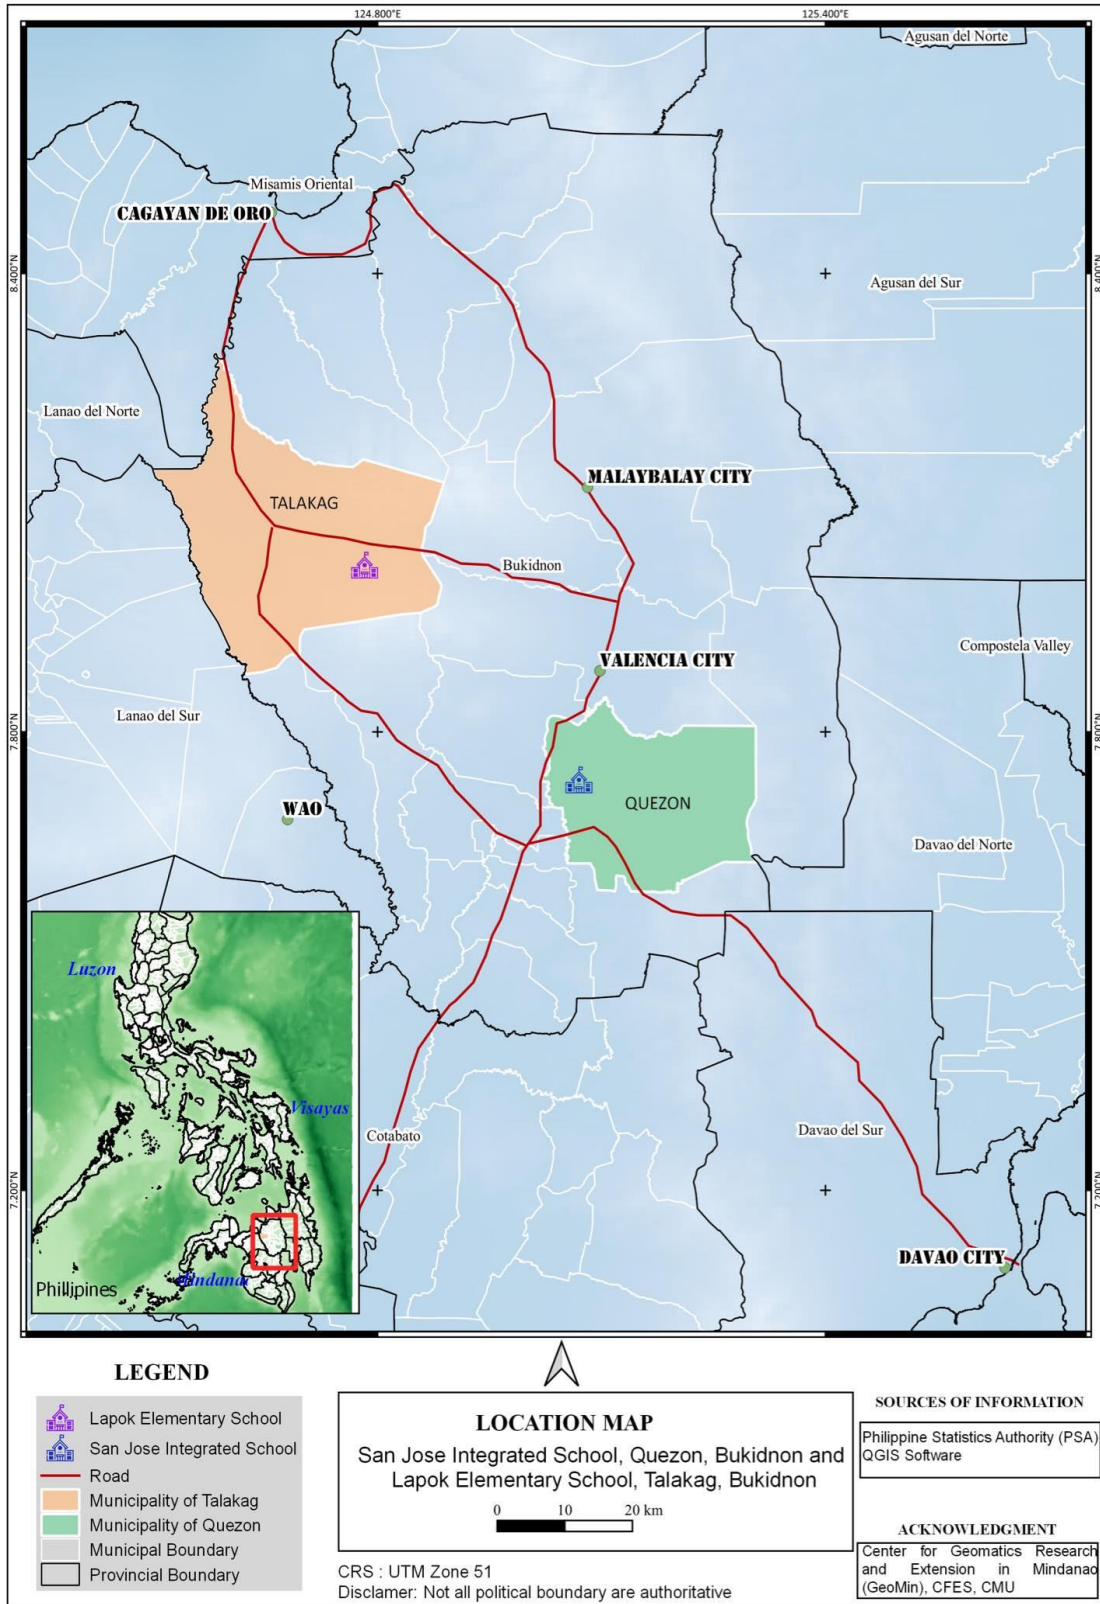 124.800°E
125.400°E
Agusan del Norte
Misamis Oriental
CAGAYAN DE ORO
8.400°N
8.400°N
Agusan del Sur
Lanao del Norte
MALAYBALAY CITY
TALAKAG
Bukidnon
Compostela Valley
VALENCIA CITY
Lanao del Sur
7.800°N
7.800°N
WAO
QUEZON
Davao del Norte
Luzon
Visayas
Cotabato
Davao del Sur
7.200°N
7.200°N
DAVAO CITY
Phillipines
LEGEND
Lapok Elementary School
San Jose Integrated School
Road
Municipality of Talakag
Municipality of Quezon
Municipal Boundary
Provincial Boundary
LOCATION MAP
San Jose Integrated School, Quezon, Bukidnon and
Lapok Elementary School, Talakag, Bukidnon
0 10 20 km
CRS : UTM Zone 51
Disclamer: Not all political boundary are authoritative
SOURCES OF INFORMATION
Philippine Statistics Authority (PSA)
QGIS Software
ACKNOWLEDGMENT
Center for Geomatics Research
and Extension in Mindanao
(GeoMin), CFES, CMU